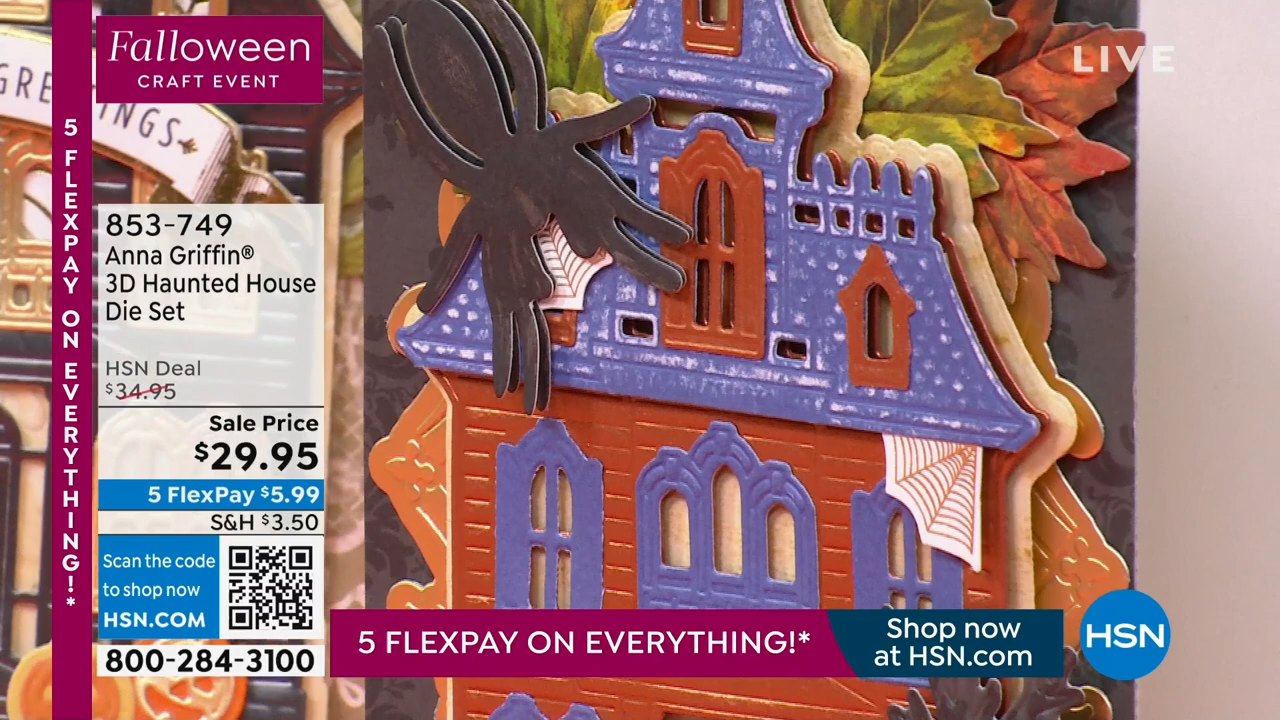 Falloween
CRAFT EVENT
LIVE
GRE INGS
5 FLEXPAY ON EVERYTHING!*
853-749
Anna Griffin®
3D Haunted House
Die Set
HSN Deal
$34.95
Sale Price
$29.95
5 FlexPay $5.99
S&H $3.50
Scan the code
to shop now
HSN.COM
800-284-3100
5 FLEXPAY ON EVERYTHING!*
Shop now
at HSN.com
HSN